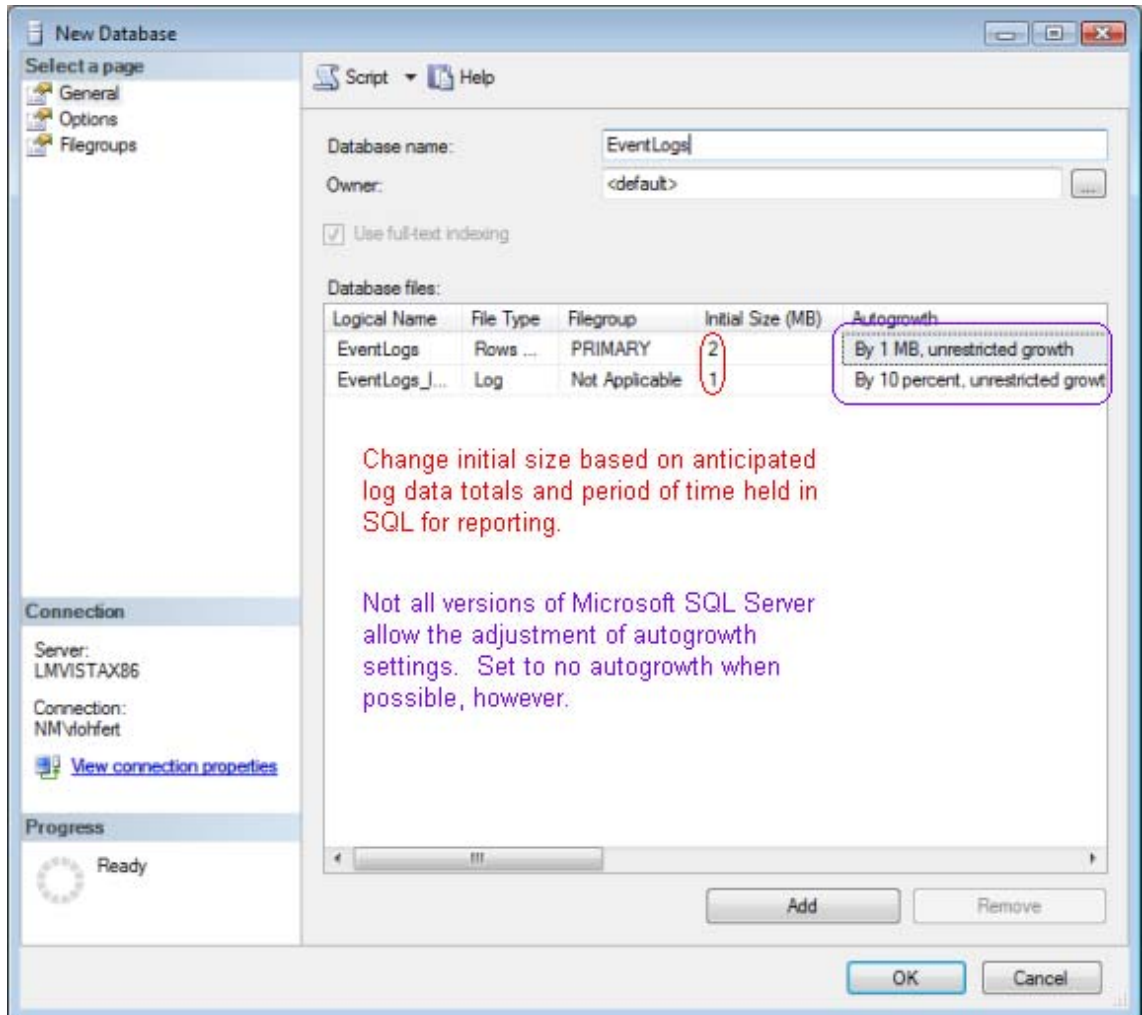 New Database
Select a page
General
Options
Filegroups
Script Help
Database name: EventLogs
Owner: <default> ...
Use full-text indexing
Database files:
Logical Name File Type Filegroup Initial Size (MB) Autogrowth
EventLogs Rows ... PRIMARY 2 By 1 MB, unrestricted growth
EventLogs_l... Log Not Applicable 1 By 10 percent, unrestricted growt
Change initial size based on anticipated
log data totals and period of time held in
SQL for reporting.
Not all versions of Microsoft SQL Server
allow the adjustment of autogrowth
settings. Set to no autogrowth when
possible, however.
Connection
Server:
LMVISTAX86
Connection:
NM\rlohfert
View connection properties
Progress
Ready
Add Remove
OK Cancel